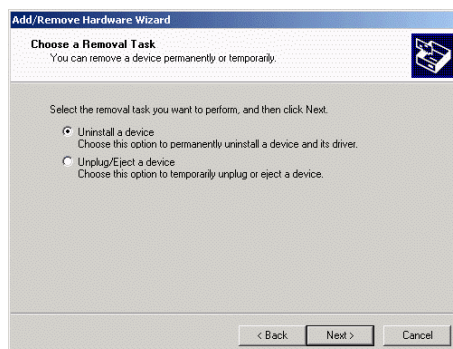 Add/Remove Hardware Wizard
Choose a Removal Task
You can remove a device permanently or temporarily.
Select the removal task you want to perform, and then click Next.
Uninstall a device
Choose this option to permanently uninstall a device and its driver.
Unplug/Eject a device
Choose this option to temporarily unplug or eject a device.
< Back
Next >
Cancel